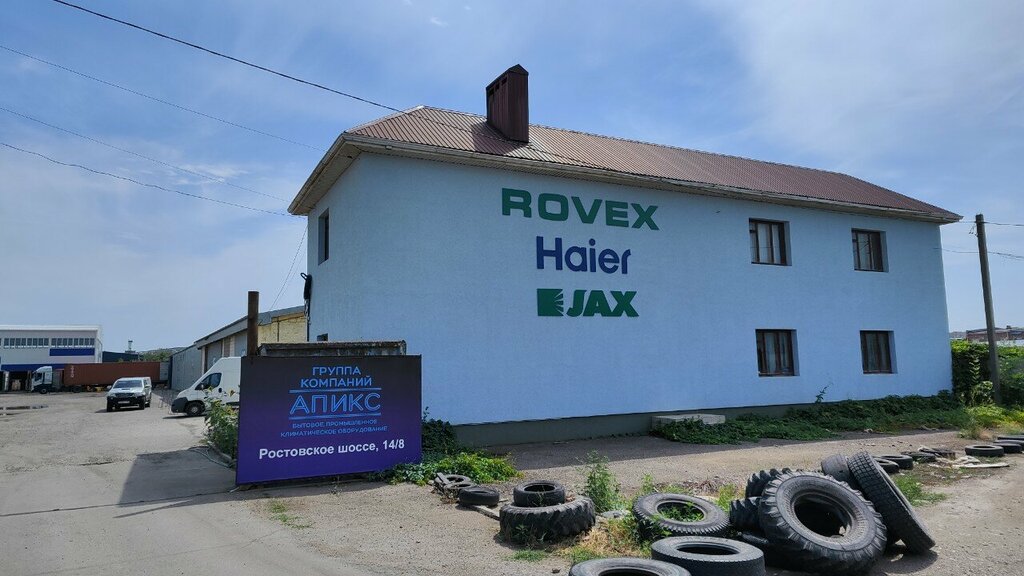 ROVEX
Haier
JAX
ГРУППА
КОМПАНИЙ
АПИКС
БЫТОВОЕ ПРОМЫШЛЕННОЕ
КЛИМАТИЧЕСКОЕ ОБОРУДОВАНИЕ
Ростовское шоссе, 14/8